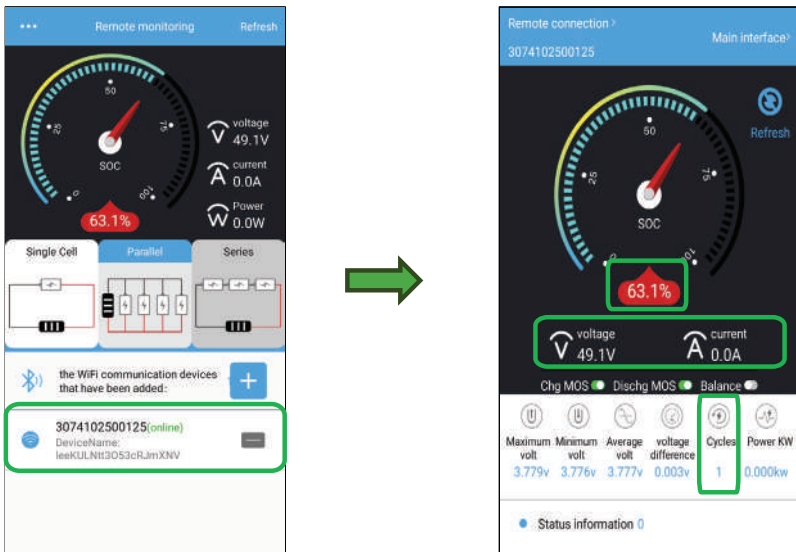 Remote monitoring
Refresh
0
25
50
75
100
SOC
63.1%
voltage
V 49.1V
current
A 0.0A
Power
W 0.0W
Single Cell
Parallel
Series
the WiFi communication devices
that have been added:
+
3074102500125(online)
DeviceName:
leeKULNtt3O53cRJmXNV
Remote connection >
3074102500125
Main interface>
Refresh
0
25
50
75
100
SOC
63.1%
voltage
V 49.1V
current
A 0.0A
Chg MOS
Dischg MOS
Balance
Maximum volt
Minimum volt
Average volt
voltage difference
Cycles
Power KW
3.779v 3.776v 3.777v 0.003v 1 0.000kw
Status information 0